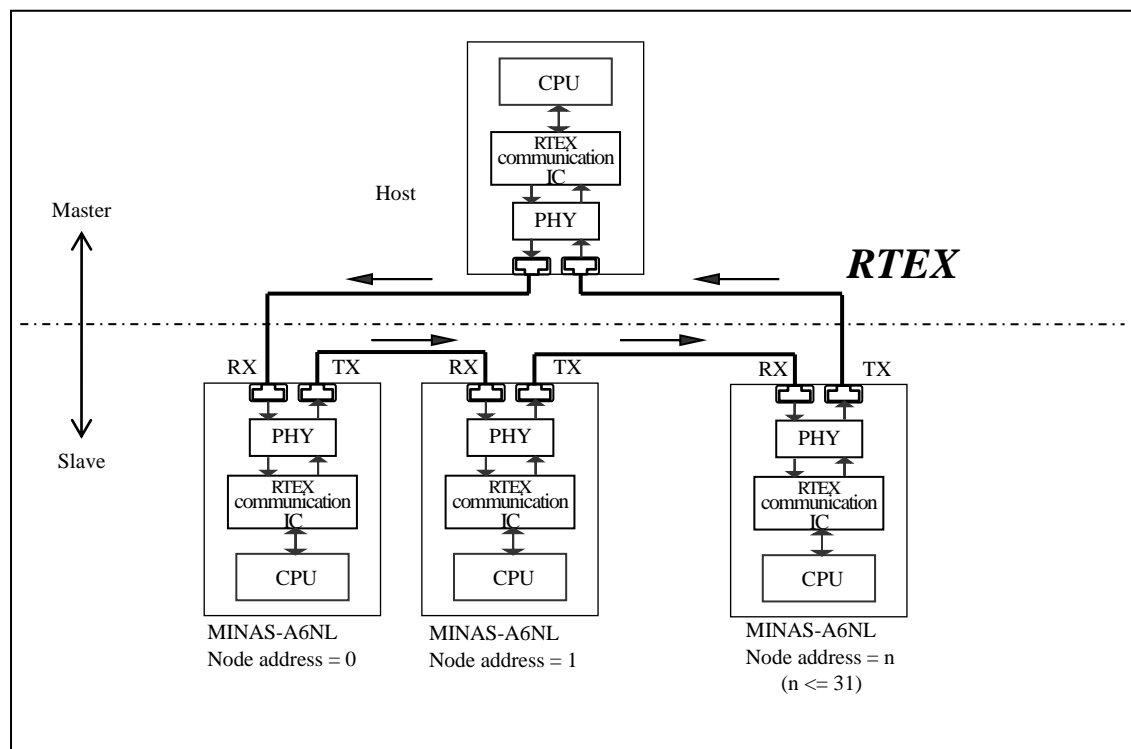 CPU
RTEX
communication
IC
Host
PHY
Master
RTEX
RX
TX
RX
TX
RX
TX
PHY
PHY
PHY
Slave
RTEX
communication
IC
RTEX
communication
IC
RTEX
communication
IC
CPU
CPU
CPU
MINAS-A6NL
Node address = 0
MINAS-A6NL
Node address = 1
MINAS-A6NL
Node address = n
(n <= 31)